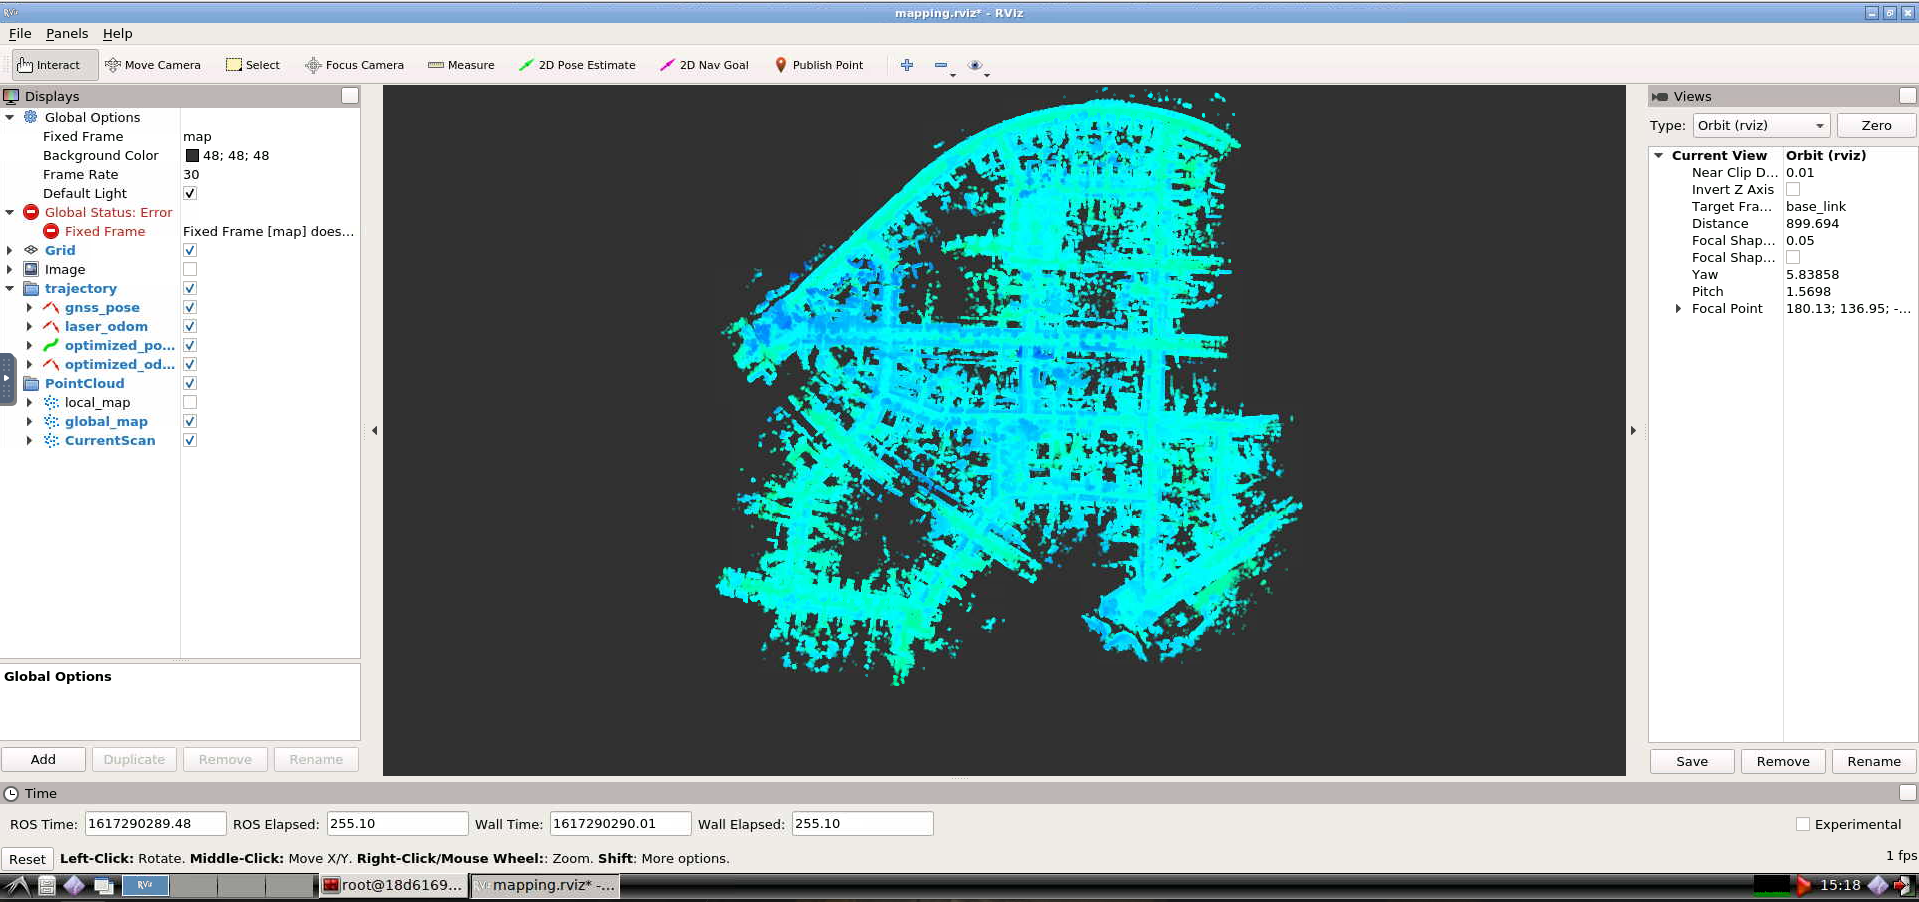 mapping.rviz* - RViz
File Panels Help
Interact Move Camera Select Focus Camera Measure 2D Pose Estimate 2D Nav Goal Publish Point
Displays
Global Options
Fixed Frame map
Background Color 48; 48; 48
Frame Rate 30
Default Light
Global Status: Error
Fixed Frame Fixed Frame [map] does...
Grid
Image
trajectory
gnss_pose
laser_odom
optimized_po...
optimized_od...
PointCloud
local_map
global_map
CurrentScan
Global Options
Add Duplicate Remove Rename
Views
Type: Orbit (rviz) Zero
Current View Orbit (rviz)
Near Clip D... 0.01
Invert Z Axis
Target Fra... base_link
Distance 899.694
Focal Shap... 0.05
Focal Shap...
Yaw 5.83858
Pitch 1.5698
Focal Point 180.13; 136.95; -...
Save Remove Rename
Time
ROS Time: 1617290289.48 ROS Elapsed: 255.10 Wall Time: 1617290290.01 Wall Elapsed: 255.10 Experimental
Reset Left-Click: Rotate. Middle-Click: Move X/Y. Right-Click/Mouse Wheel:: Zoom. Shift: More options. 1 fps
RViz root@18d6169... mapping.rviz* -... 15:18